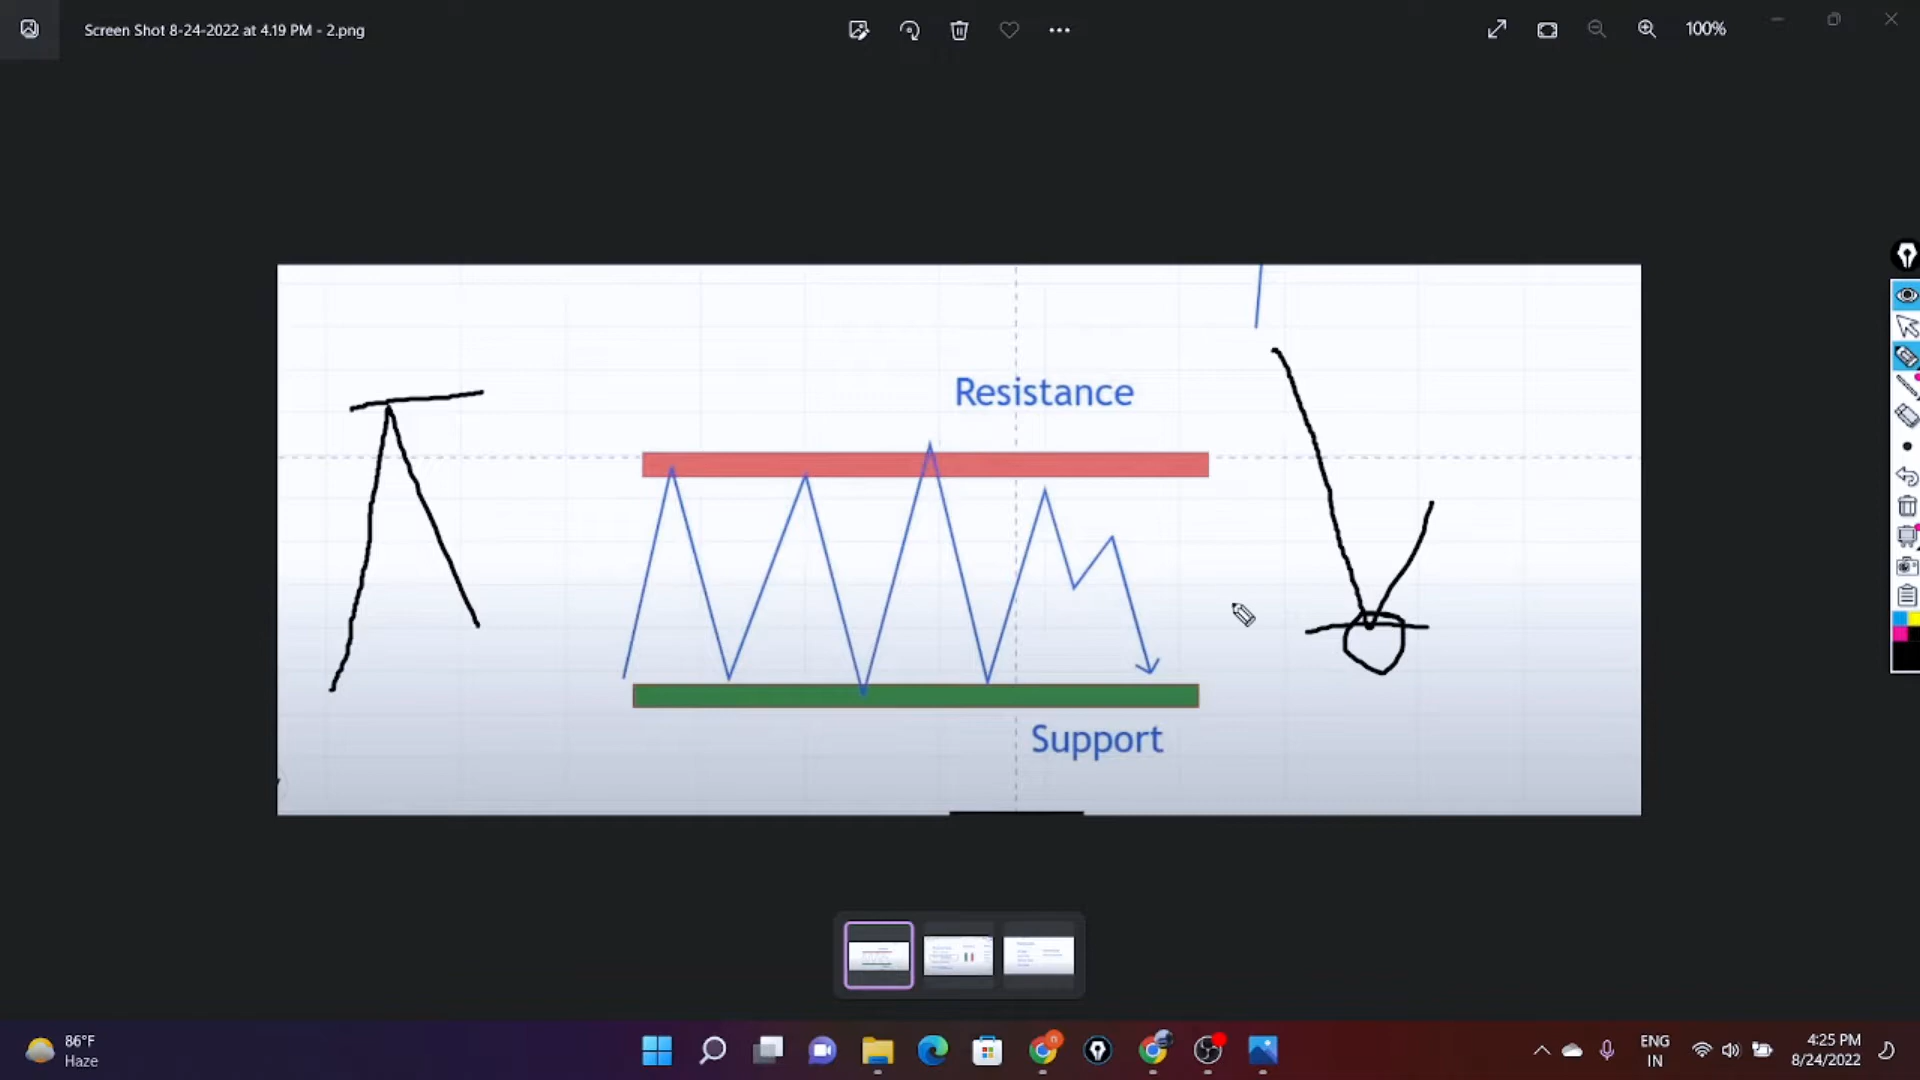 Screen Shot 8-24-2022 at 4.19 PM - 2.png
100%
Resistance
Support
86°F
Haze
ENG
IN
4:25 PM
8/24/2022